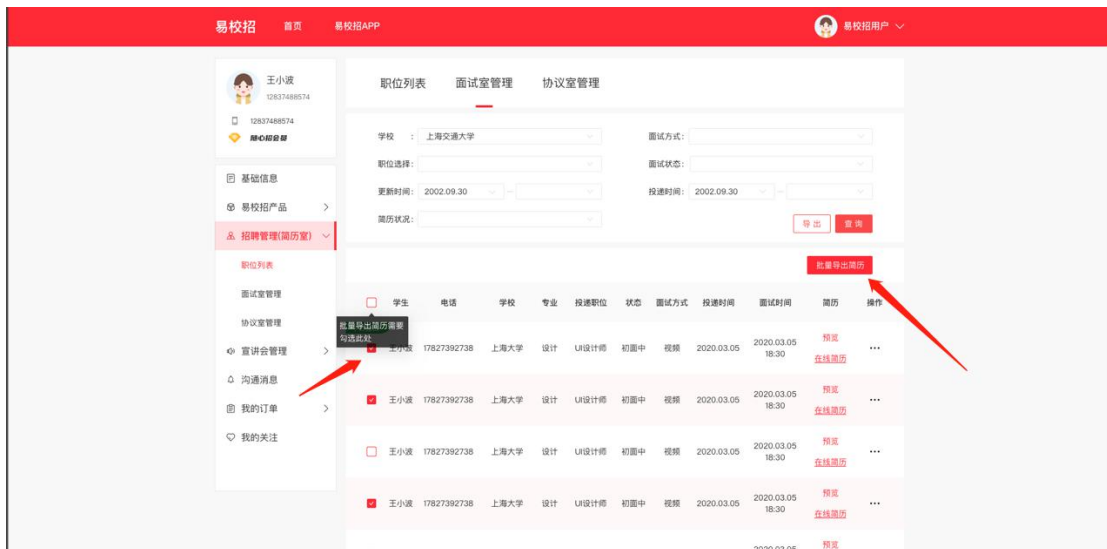 易校招 首页 易校招APP 易校招用户
王小波
12837488574
12837488574
随心招会员
基础信息
易校招产品
招聘管理(简历室)
职位列表
面试室管理
协议室管理
宣讲会管理
沟通消息
我的订单
我的关注
职位列表 面试室管理 协议室管理
学校 : 上海交通大学 面试方式:
职位选择: 面试状态:
更新时间: 2002.09.30 – 投递时间: 2002.09.30 –
简历状况: 导出 查询
批量导出简历
学生 电话 学校 专业 投递职位 状态 面试方式 投递时间 面试时间 简历 操作
批量导出简历需要
勾选此处
王小波 17827392738 上海大学 设计 UI设计师 初面中 视频 2020.03.05 2020.03.05 18:30 预览 在线简历 ...
王小波 17827392738 上海大学 设计 UI设计师 初面中 视频 2020.03.05 2020.03.05 18:30 预览 在线简历 ...
王小波 17827392738 上海大学 设计 UI设计师 初面中 视频 2020.03.05 2020.03.05 18:30 预览 在线简历 ...
王小波 17827392738 上海大学 设计 UI设计师 初面中 视频 2020.03.05 2020.03.05 18:30 预览 在线简历 ...
2020.03.05 预览